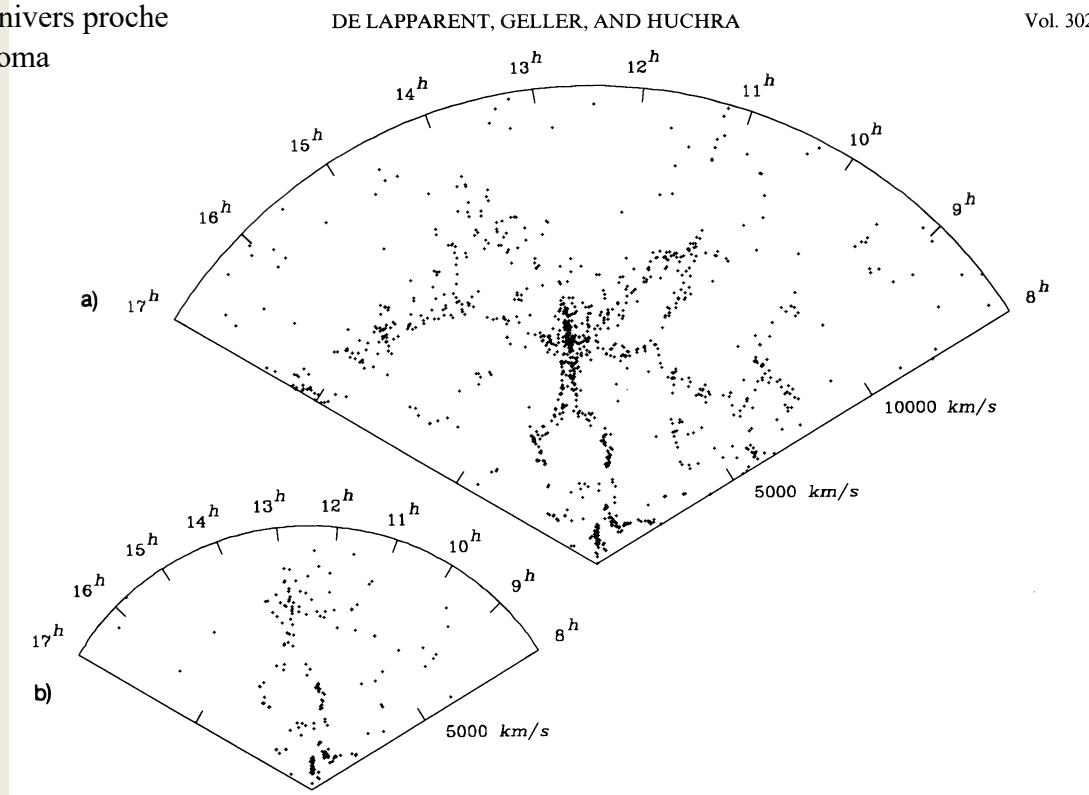 nivers proche
DE LAPPARENT, GELLER, AND HUCHRA
Vol. 302
oma
13h
12h
14h
11h
15h
10h
16h
9h
a)
17h
8h
10000 km/s
5000 km/s
13h
12h
14h
11h
15h
10h
16h
9h
17h
8h
b)
5000 km/s